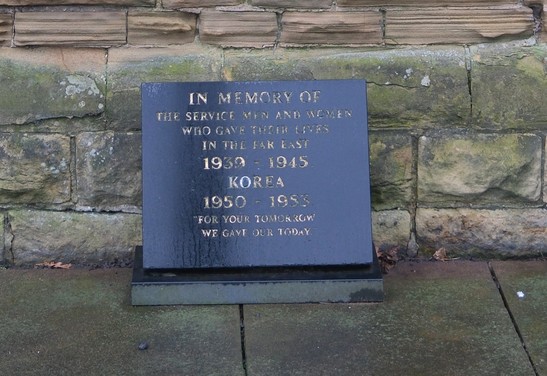 IN MEMORY OF
THE SERVICE MEN AND WOMEN
WHO GAVE THEIR LIVES
IN THE FAR EAST
1939 - 1945
KOREA
1950 - 1953
"FOR YOUR TOMORROW
WE GAVE OUR TODAY